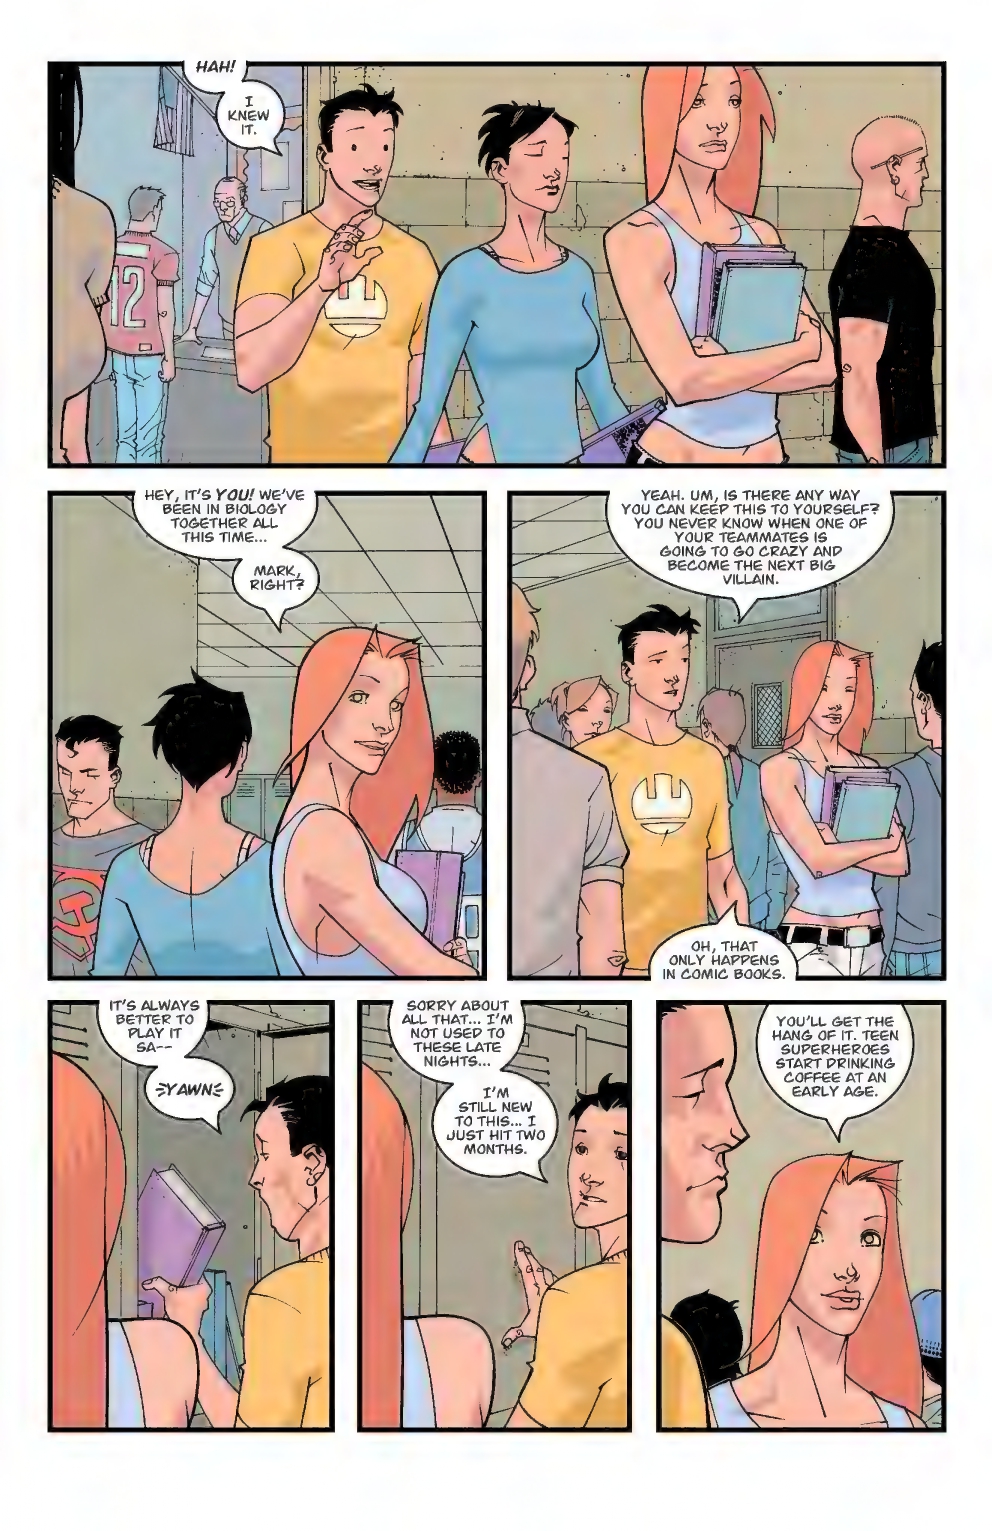 HAH!
I
KNEW
IT.
12
HEY, IT'S YOU! WE'VE
BEEN IN BIOLOGY
TOGETHER ALL
THIS TIME...
MARK,
RIGHT?
YEAH. UM, IS THERE ANY WAY
YOU CAN KEEP THIS TO YOURSELF?
YOU NEVER KNOW WHEN ONE OF
YOUR TEAMMATES IS
GOING TO GO CRAZY AND
BECOME THE NEXT BIG
VILLAIN.
OH, THAT
ONLY HAPPENS
IN COMIC BOOKS.
IT'S ALWAYS
BETTER TO
PLAY IT
SA--
YAWN
SORRY ABOUT
ALL THAT... I'M
NOT USED TO
THESE LATE
NIGHTS...
I'M
STILL NEW
TO THIS... I
JUST HIT TWO
MONTHS.
YOU'LL GET THE
HANG OF IT. TEEN
SUPERHEROES
START DRINKING
COFFEE AT AN
EARLY AGE.